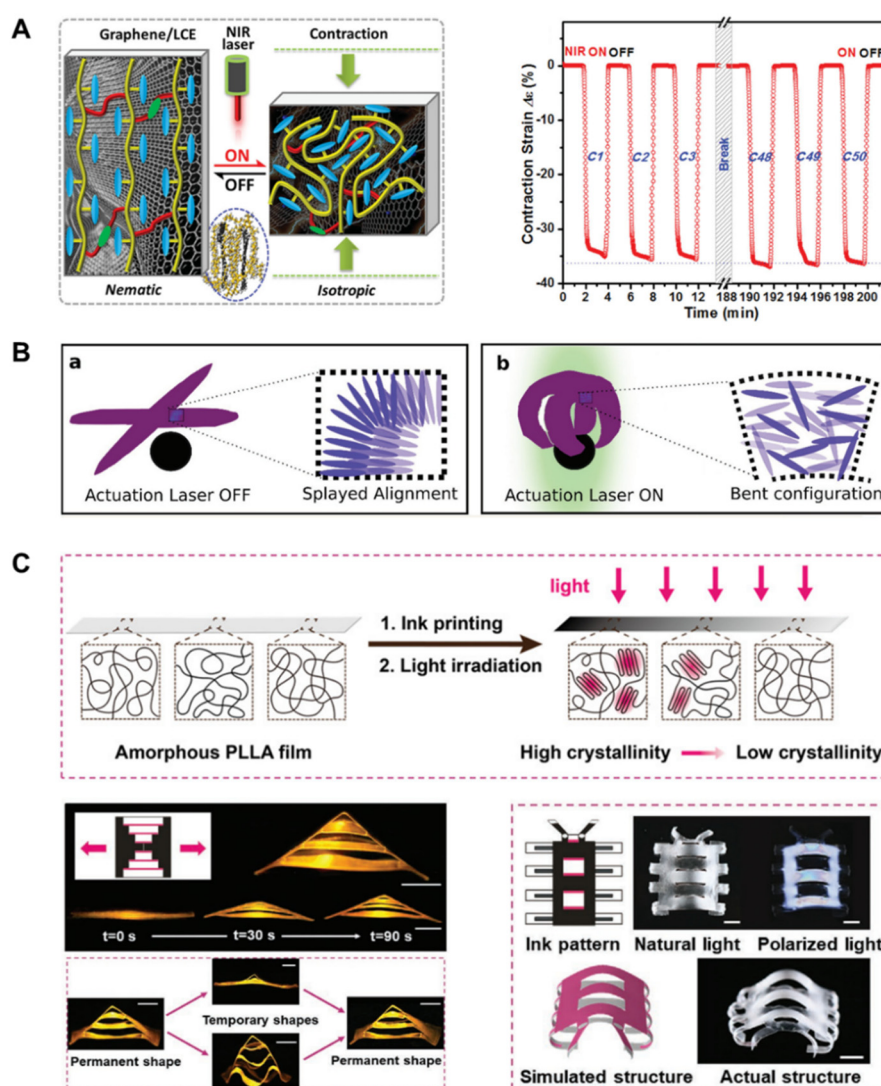 A
Graphene/LCE
NIR
laser
Contraction
ON
OFF
Nematic
Isotropic
Contraction Strain Δε (%)
0
-10
-20
-30
-40
NIR ON OFF
ON OFF
C1
C2
C3
Break
C48
C49
C50
0 2 4 6 8 10 12 188 190 192 194 196 198 200
Time (min)
B
a
Actuation Laser OFF
Splayed Alignment
b
Actuation Laser ON
Bent configuration
C
light
1. Ink printing
2. Light irradiation
Amorphous PLLA film
High crystallinity
Low crystallinity
t=0 s
t=30 s
t=90 s
Temporary shapes
Permanent shape
Permanent shape
Ink pattern
Natural light
Polarized light
Simulated structure
Actual structure